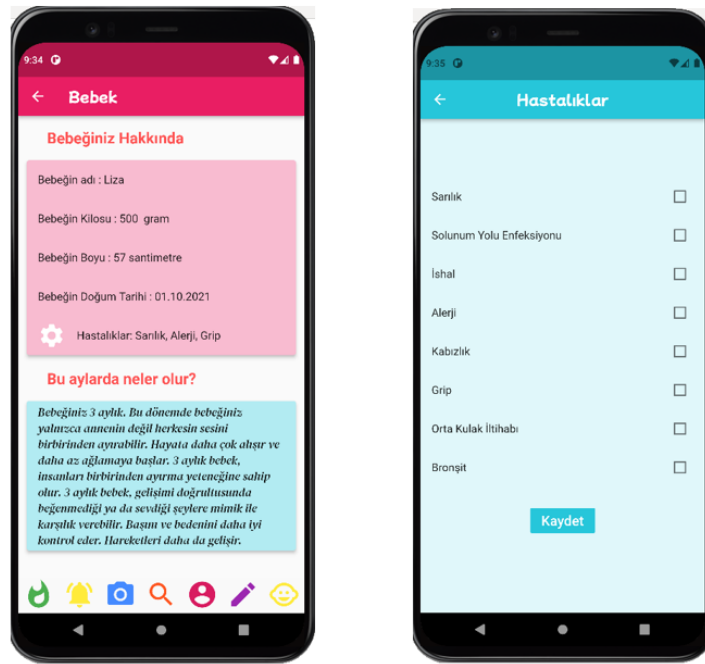 9:34
Bebek
Bebeğiniz Hakkında
Bebeğin adı : Liza
Bebeğin Kilosu : 500 gram
Bebeğin Boyu : 57 santimetre
Bebeğin Doğum Tarihi : 01.10.2021
Hastalıklar: Sarılık, Alerji, Grip
Bu aylarda neler olur?
Bebeğiniz 3 aylık. Bu dönemde bebeğiniz
yalnızca annenin değil herkesin sesini
birbirinden ayırabilir. Hayata daha çok alışır ve
daha az ağlamaya başlar. 3 aylık bebek,
insanları birbirinden ayırma yeteneğine sahip
olur. 3 aylık bebek, gelişimi doğrultusunda
beğenmediği ya da sevdiği şeylere mimik ile
karşılık verebilir. Başını ve bedenini daha iyi
kontrol eder. Hareketleri daha da gelişir.
9:35
Hastalıklar
Sarılık
Solunum Yolu Enfeksiyonu
İshal
Alerji
Kabızlık
Grip
Orta Kulak İltihabı
Bronşit
Kaydet